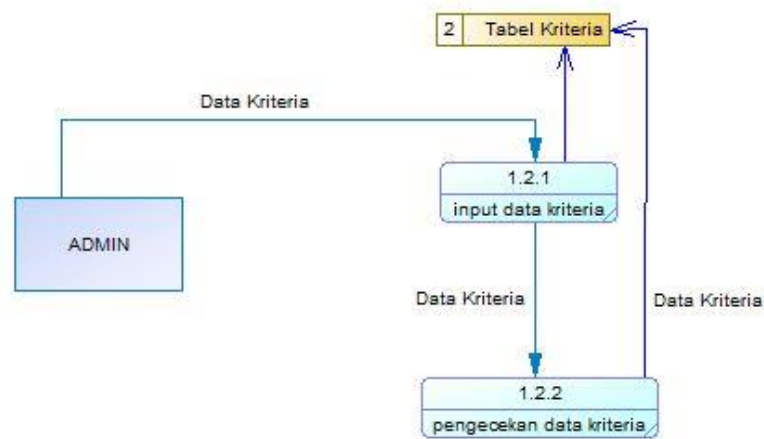 2 Tabel Kriteria
Data Kriteria
1.2.1
input data kriteria
ADMIN
Data Kriteria
Data Kriteria
1.2.2
pengecekan data kriteria